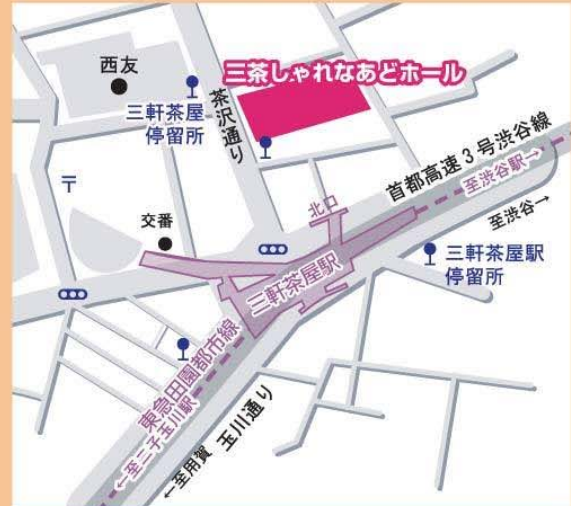 西友
三茶しゃれなあどホール
三軒茶屋
停留所
茶沢通り
首都高速3号渋谷線
至渋谷駅→
至渋谷→
〒
交番
北口
三軒茶屋駅
三軒茶屋駅
停留所
東急田園都市線
←至二子玉川駅
←至用賀
玉川通り